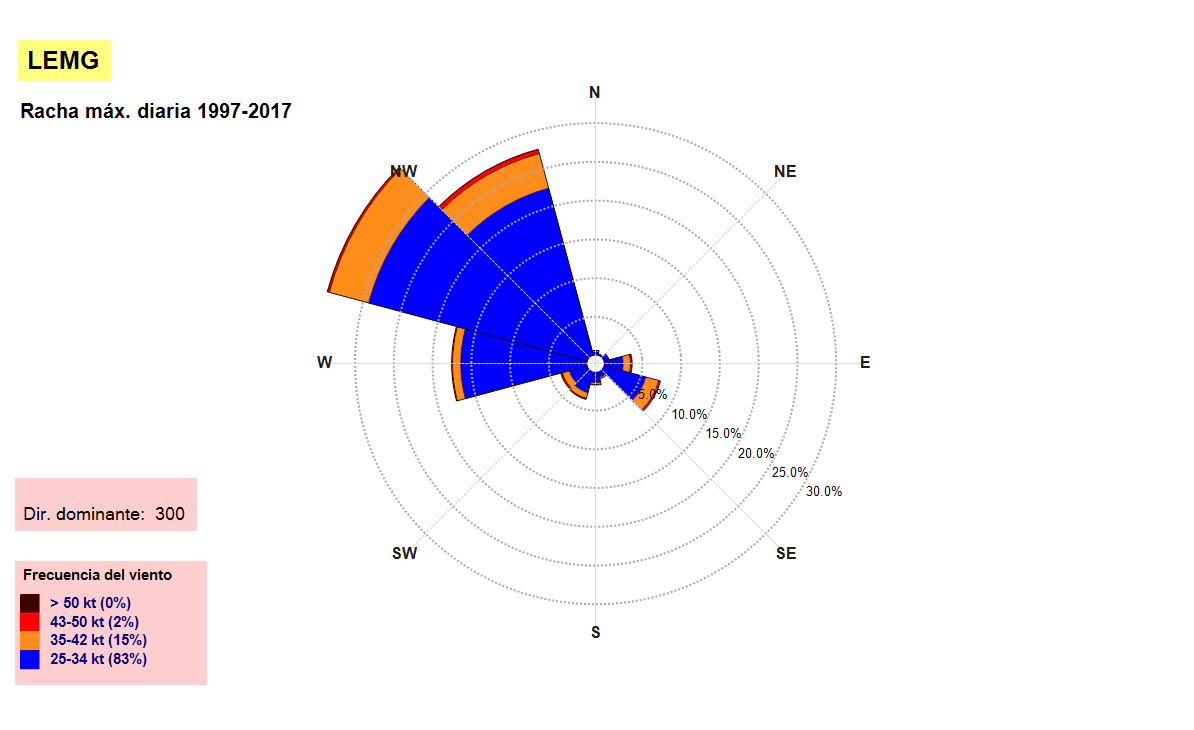 LEMG
Racha máx. diaria 1997-2017
N
NW
NE
W
E
5.0%
10.0%
15.0%
20.0%
25.0%
30.0%
SW
SE
S
Dir. dominante: 300
Frecuencia del viento
> 50 kt (0%)
43-50 kt (2%)
35-42 kt (15%)
25-34 kt (83%)